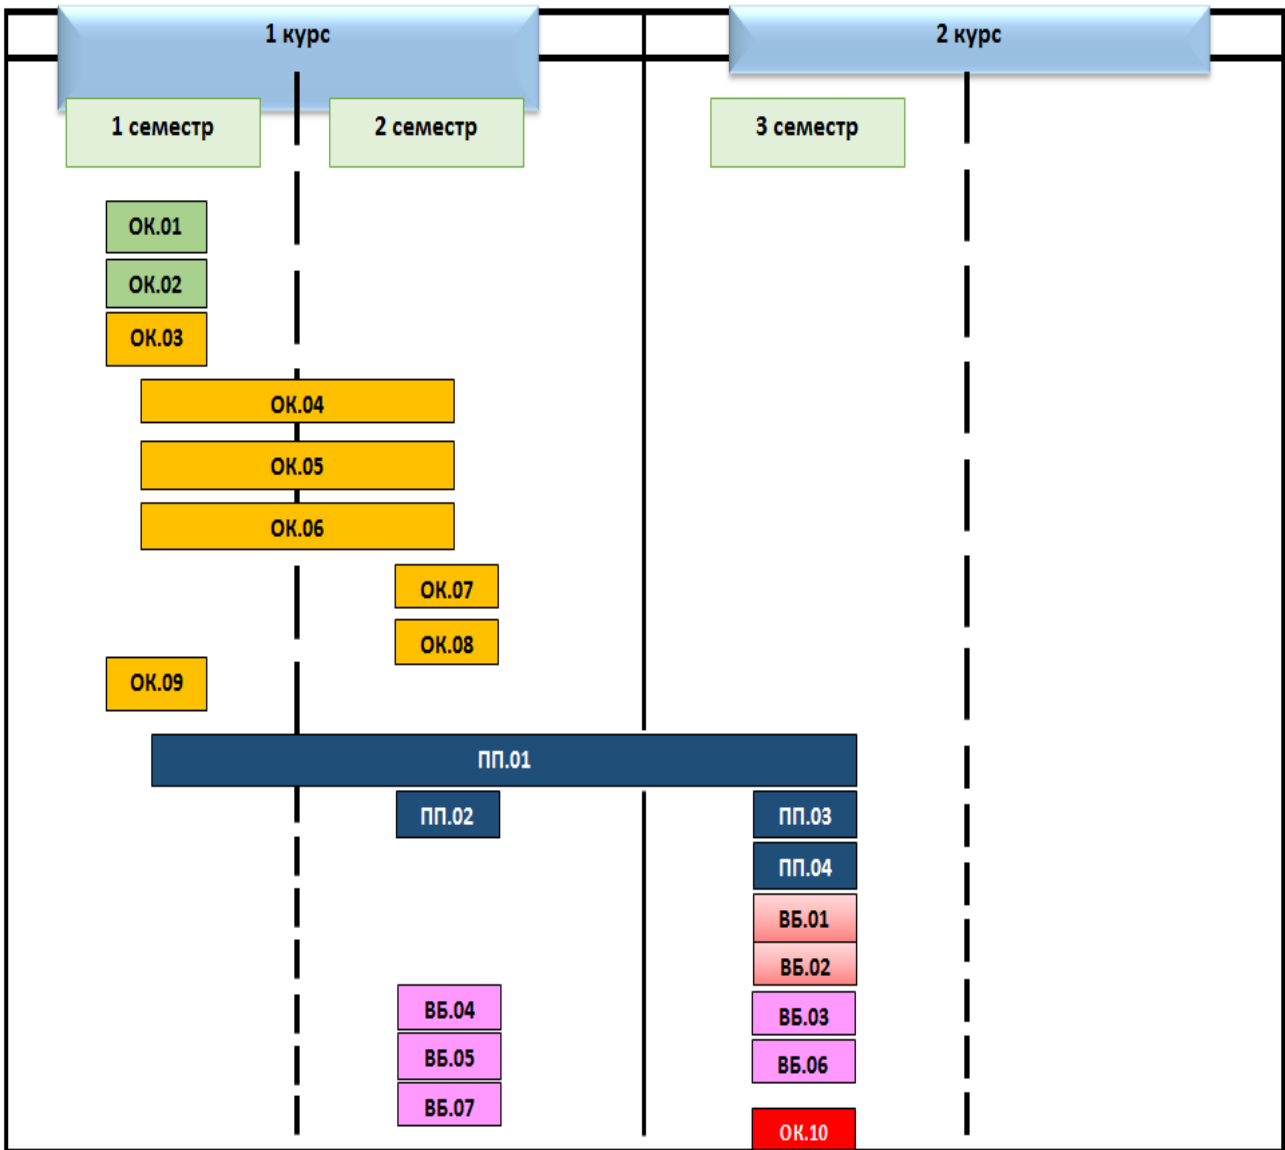 1 курс
2 курс
1 семестр
2 семестр
3 семестр
ОК.01
ОК.02
ОК.03
ОК.04
ОК.05
ОК.06
ОК.07
ОК.08
ОК.09
ПП.01
ПП.02
ПП.03
ПП.04
ВБ.01
ВБ.02
ВБ.04
ВБ.03
ВБ.05
ВБ.06
ВБ.07
ОК.10